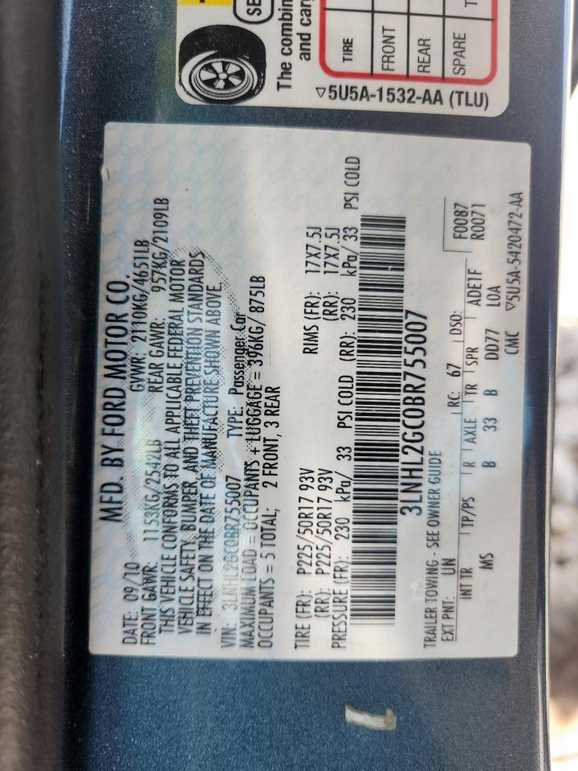 The combin
and carg
TIRE
FRONT
REAR
SPARE
▽5U5A-1532-AA (TLU)
MFD. BY FORD MOTOR CO.
DATE: 09/10 GVWR: 2110KG/4651LB
FRONT GAWR: 1153KG/2542LB REAR GAWR: 957KG/2109LB
THIS VEHICLE CONFORMS TO ALL APPLICABLE FEDERAL MOTOR
VEHICLE SAFETY, BUMPER, AND THEFT PREVENTION STANDARDS
IN EFFECT ON THE DATE OF MANUFACTURE SHOWN ABOVE.
VIN: 3LNHL2GC0BR755007 TYPE: Passenger Car
MAXIMUM LOAD = OCCUPANTS + LUGGAGE = 396KG/ 875LB
OCCUPANTS = 5 TOTAL; 2 FRONT, 3 REAR
TIRE (FR): P225/50R17 93V RIMS (FR): 17X7.5J
(RR): P225/50R17 93V (RR): 17X7.5J
PRESSURE (FR): 230 kPa/ 33 PSI COLD (RR): 230 kPa/ 33 PSI COLD
3LNHL2GC0BR755007
F0087
R0071
TRAILER TOWING - SEE OWNER GUIDE
EXT PNT: UN RC: 67 DSO:
INT TR TP/PS R AXLE TR SPR ADEIF
MS B 33 B DD77 LOA
CMC ▽5U5A-5420472-AA